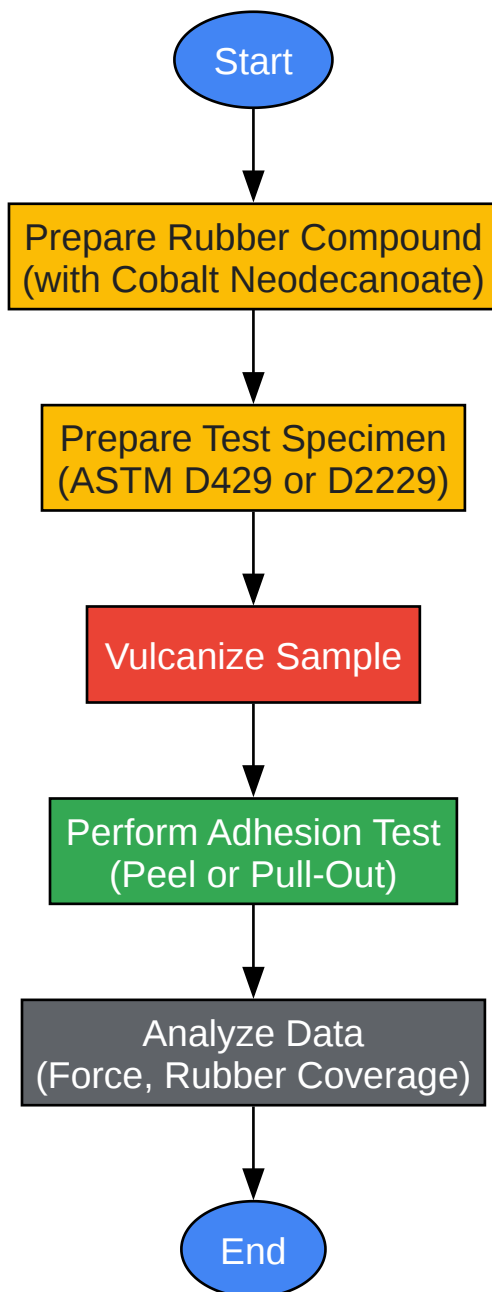 Start
Prepare Rubber Compound
(with Cobalt Neodecanoate)
Prepare Test Specimen
(ASTM D429 or D2229)
Vulcanize Sample
Perform Adhesion Test
(Peel or Pull-Out)
Analyze Data
(Force, Rubber Coverage)
End